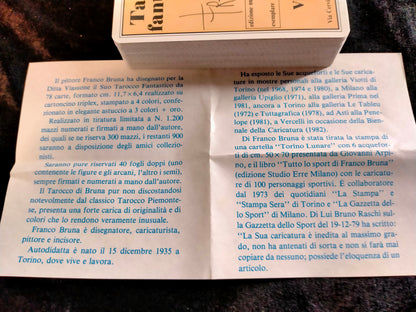 Ta
fantas
edizione nu
esemplare
V
Via Cervin
Il pittore Franco Bruna ha disegnato per la
Ditta Viassone il Suo Tarocco Fantastico da
78 carte, formato cm. 11,7×6,4 realizzato su
cartoncino triplex, stampato a 4 colori, confe-
zionato in elegante astuccio a 3 colori + oro.
Realizzato in tiratura limitata a N. 1.200
mazzi numerati e firmati a mano dall'autore,
dei quali se ne riserva 300 mazzi, i restanti 900
saranno a disposizione degli amici collezio-
nisti.
Saranno pure riservati 40 fogli doppi (uno
contenente le figure e gli arcani, l'altro i semi),
sempre firmati e numerati a mano dall'autore.
Il Tarocco di Bruna pur non discostandosi
notevolmente dal classico Tarocco Piemonte-
se, presenta una forte carica di originalità e di
colori che lo rendono veramente inusuale.
Franco Bruna è disegnatore, caricaturista,
pittore e incisore.
Autodidatta è nato il 15 dicembre 1935 a
Torino, dove vive e lavora.
Ha esposto le Sue acqueforti e le Sue carica-
ture in mostre personali alla galleria Viotti di
Torino (nel 1968, 1974 e 1980), a Milano alla
galleria Upiglio (1971), alla galleria Prima nel
1981, ancora a Torino alla galleria Le Tableu
(1972) e Tuttagrafica (1978), ad Asti alla Pane-
lope (1981), a Vercelli in occasione della Bien-
nale della Caricatura (1982).
Di Franco Bruna è stata tirata la stampa di
una cartella "Torino Lunare" con 6 acquefor-
ti di cm. 50×70 presentata da Giovanni Arpi-
no, e il libro "Tutto lo sport di Franco Bruna"
(edizione Studio Erre Milano) con le caricatu-
re di 100 personaggi sportivi. È collaboratore
dal 1973 dei quotidiani "La Stampa" e
"Stampa Sera" di Torino e "La Gazzetta del-
lo Sport" di Milano. Di Lui Bruno Raschi sul-
la Gazzetta dello Sport del 19-12-79 ha scritto:
"La Sua caricatura è inedita al massimo gra-
do, non ha antenati di sorta e non si farà mai
copiare da nessuno; possiede l'eloquenza di un
articolo.